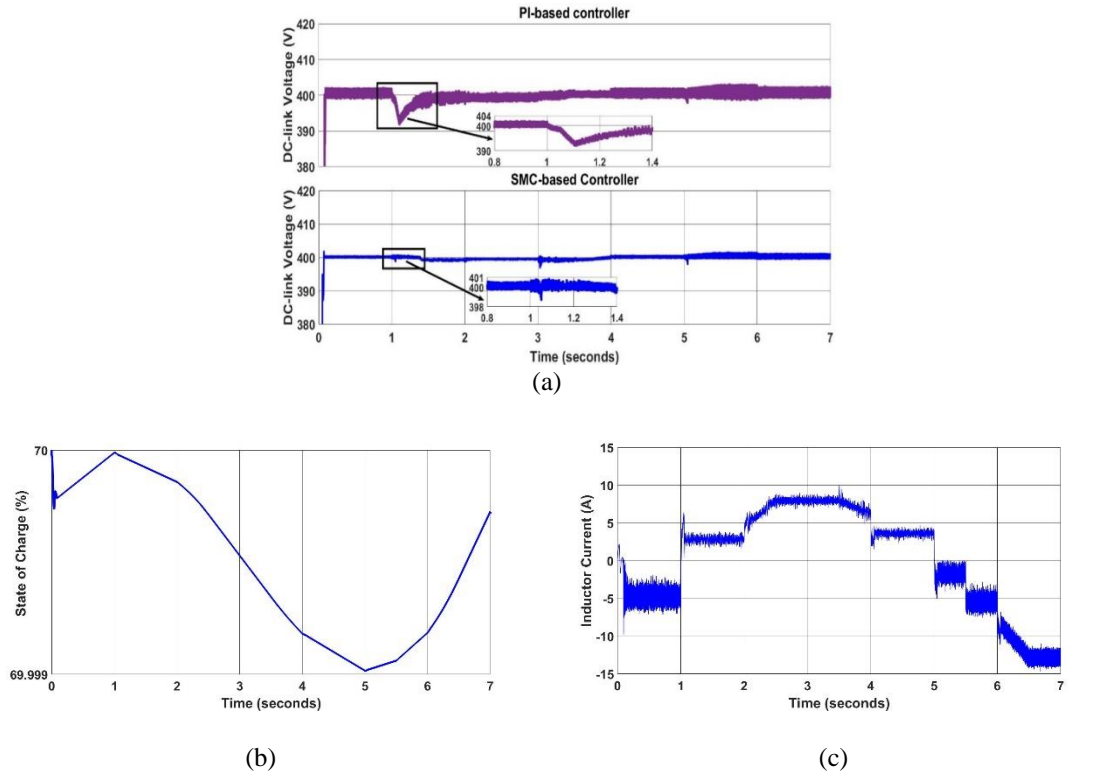 PI-based controller
DC-link Voltage (V)
420
410
400
390
380
404
400
390
0.8 1 1.2 1.4
SMC-based Controller
DC-link Voltage (V)
420
410
400
390
380
401
400
398
0.8 1 1.2 1.4
0 1 2 3 4 5 6 7
Time (seconds)
(a)
State of Charge (%)
70
69.999
0 1 2 3 4 5 6 7
Time (seconds)
(b)
Inductor Current (A)
15
10
5
0
-5
-10
-15
0 1 2 3 4 5 6 7
Time (seconds)
(c)